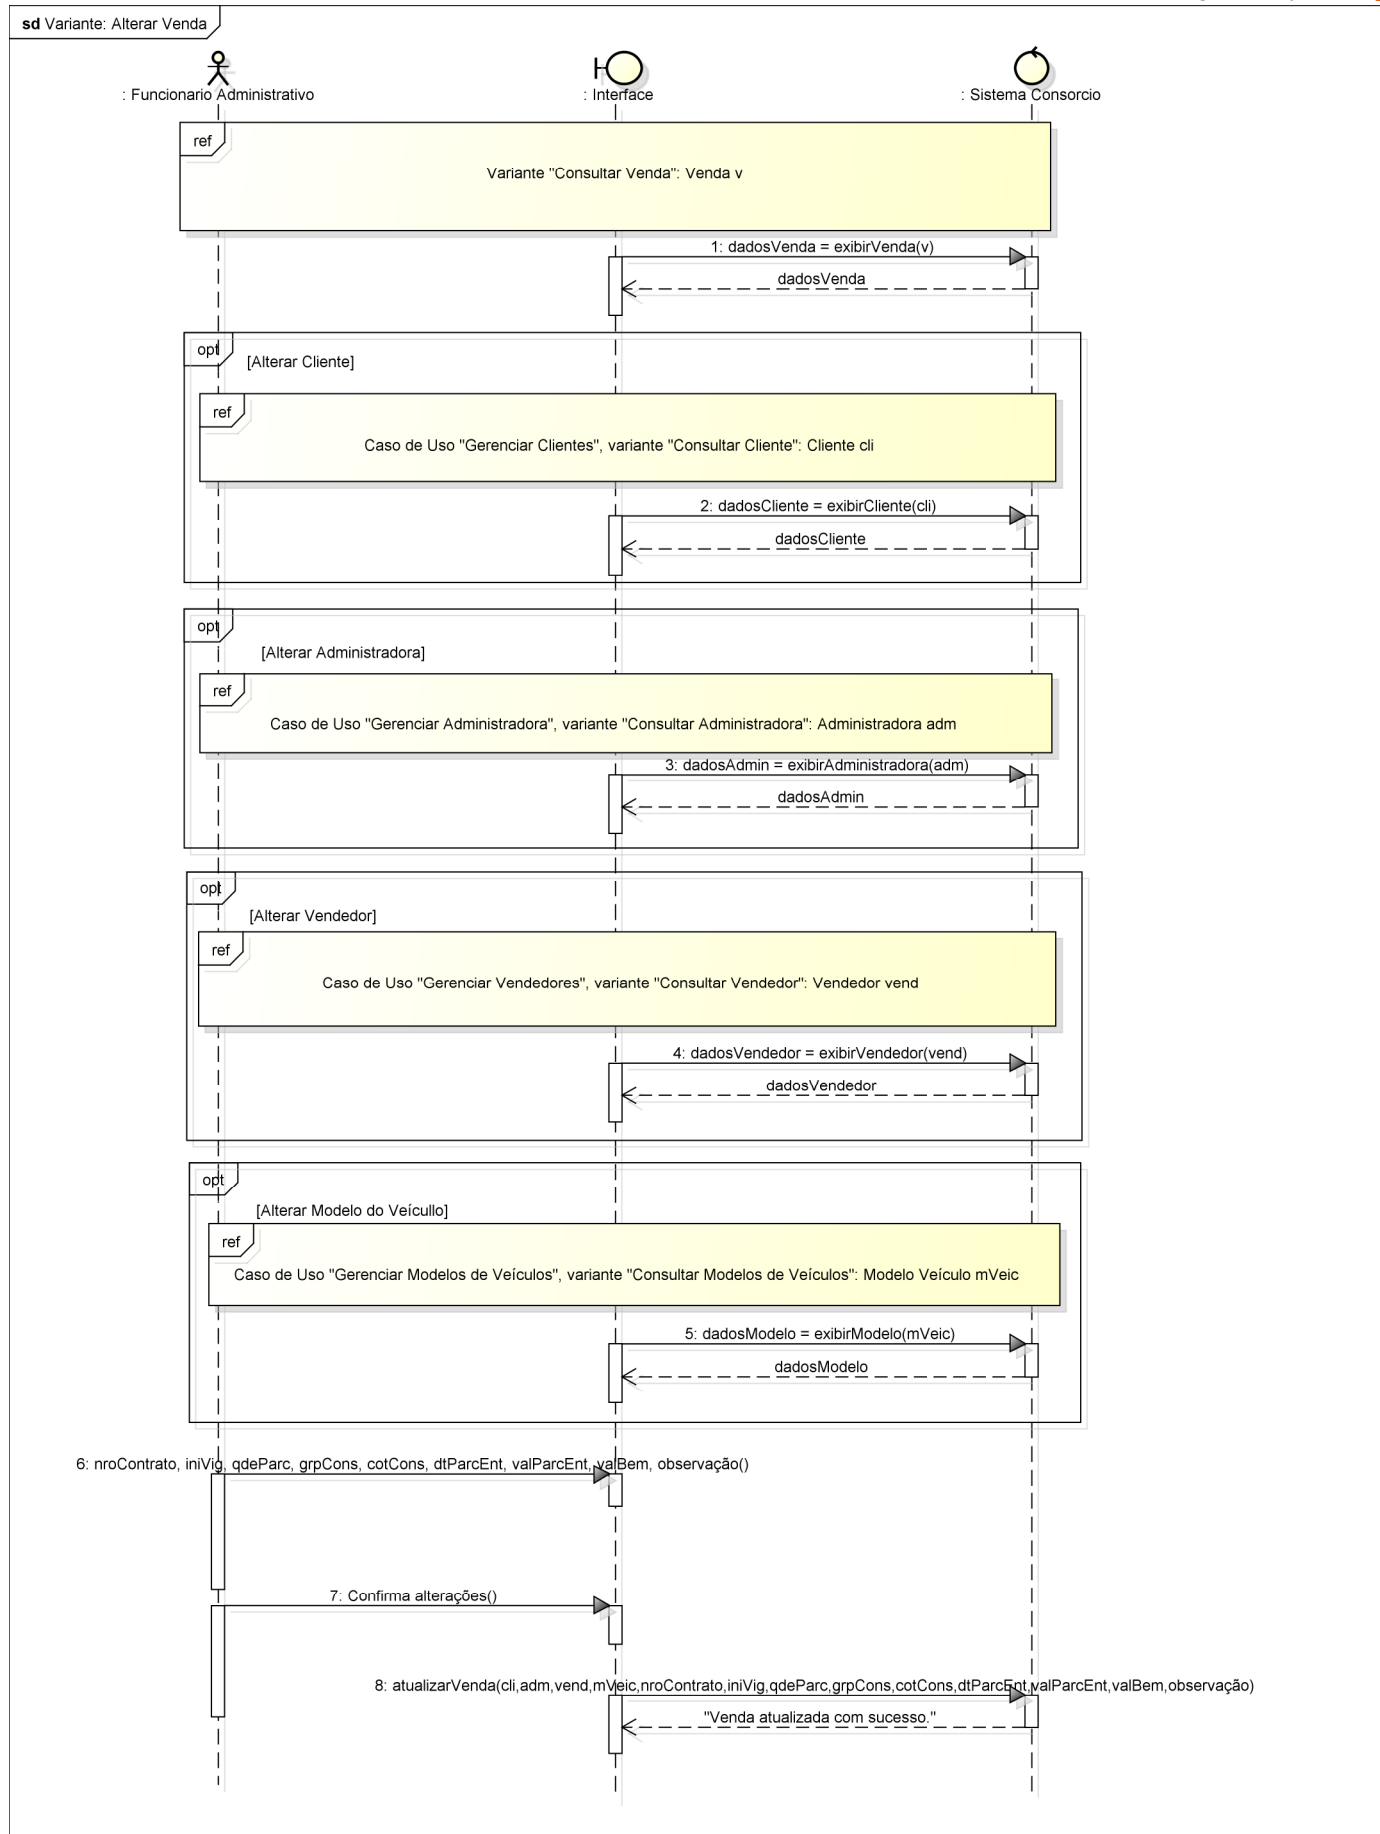 sd Variante: Alterar Venda
: Funcionario Administrativo
: Interface
: Sistema Consorcio
ref
Variante "Consultar Venda": Venda v
1: dadosVenda = exibirVenda(v)
dadosVenda
opt
[Alterar Cliente]
ref
Caso de Uso "Gerenciar Clientes", variante "Consultar Cliente": Cliente cli
2: dadosCliente = exibirCliente(cli)
dadosCliente
opt
[Alterar Administradora]
ref
Caso de Uso "Gerenciar Administradora", variante "Consultar Administradora": Administradora adm
3: dadosAdmin = exibirAdministradora(adm)
dadosAdmin
opt
[Alterar Vendedor]
ref
Caso de Uso "Gerenciar Vendedores", variante "Consultar Vendedor": Vendedor vend
4: dadosVendedor = exibirVendedor(vend)
dadosVendedor
opt
[Alterar Modelo do Veícullo]
ref
Caso de Uso "Gerenciar Modelos de Veículos", variante "Consultar Modelos de Veículos": Modelo Veículo mVeic
5: dadosModelo = exibirModelo(mVeic)
dadosModelo
6: nroContrato, iniVig, qdeParc, grpCons, cotCons, dtParcEnt, valParcEnt, valBem, observação()
7: Confirma alterações()
8: atualizarVenda(cli,adm,vend,mVeic,nroContrato,iniVig,qdeParc,grpCons,cotCons,dtParcEnt,valParcEnt,valBem,observação)
"Venda atualizada com sucesso."